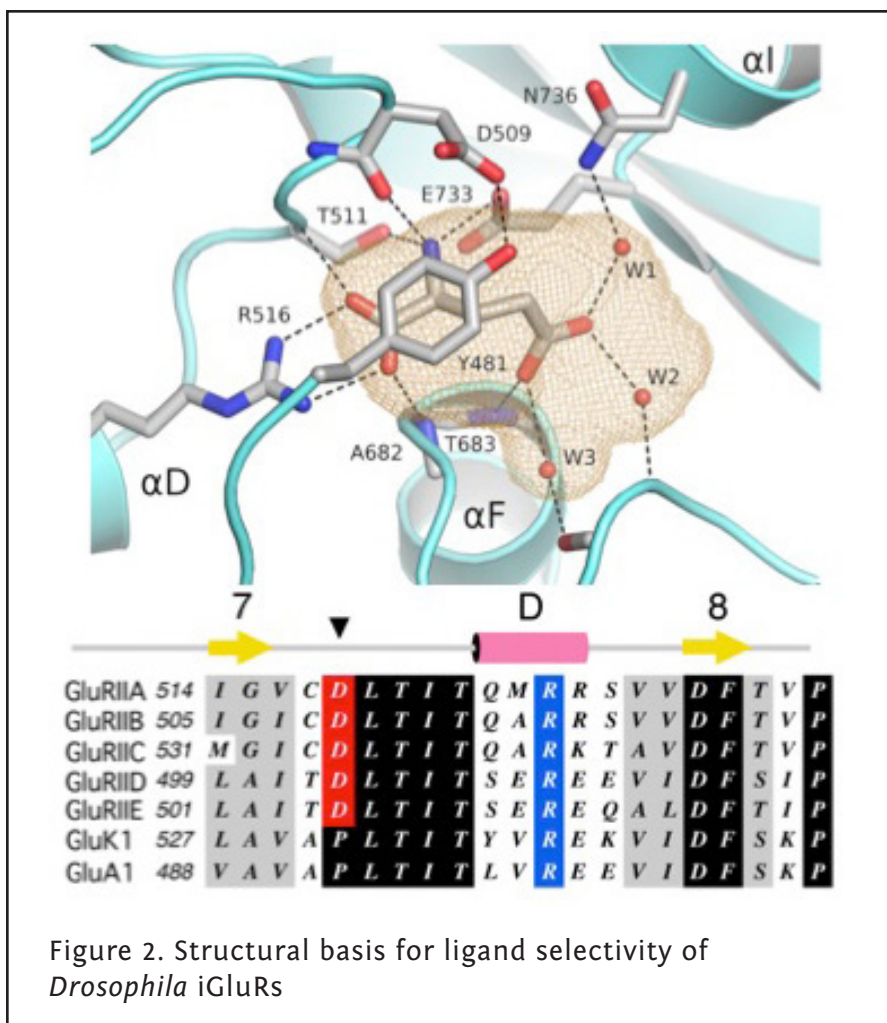 αI
N736
D509
E733
T511
W1
R516
Y481
W2
A682
T683
W3
αD
αF
7
D
8
GluRIIA 514 I G V C D L T I T Q M R R S V V D F T V P
GluRIIB 505 I G I C D L T I T Q A R R S V V D F T V P
GluRIIC 531 M G I C D L T I T Q A R K T A V D F T V P
GluRIID 499 L A I T D L T I T S E R E E V I D F S I P
GluRIIE 501 L A I T D L T I T S E R E Q A L D F T I P
GluK1 527 L A V A P L T I T Y V R E K V I D F S K P
GluA1 488 V A V A P L T I T L V R E E V I D F S K P
Figure 2. Structural basis for ligand selectivity of
Drosophila iGluRs